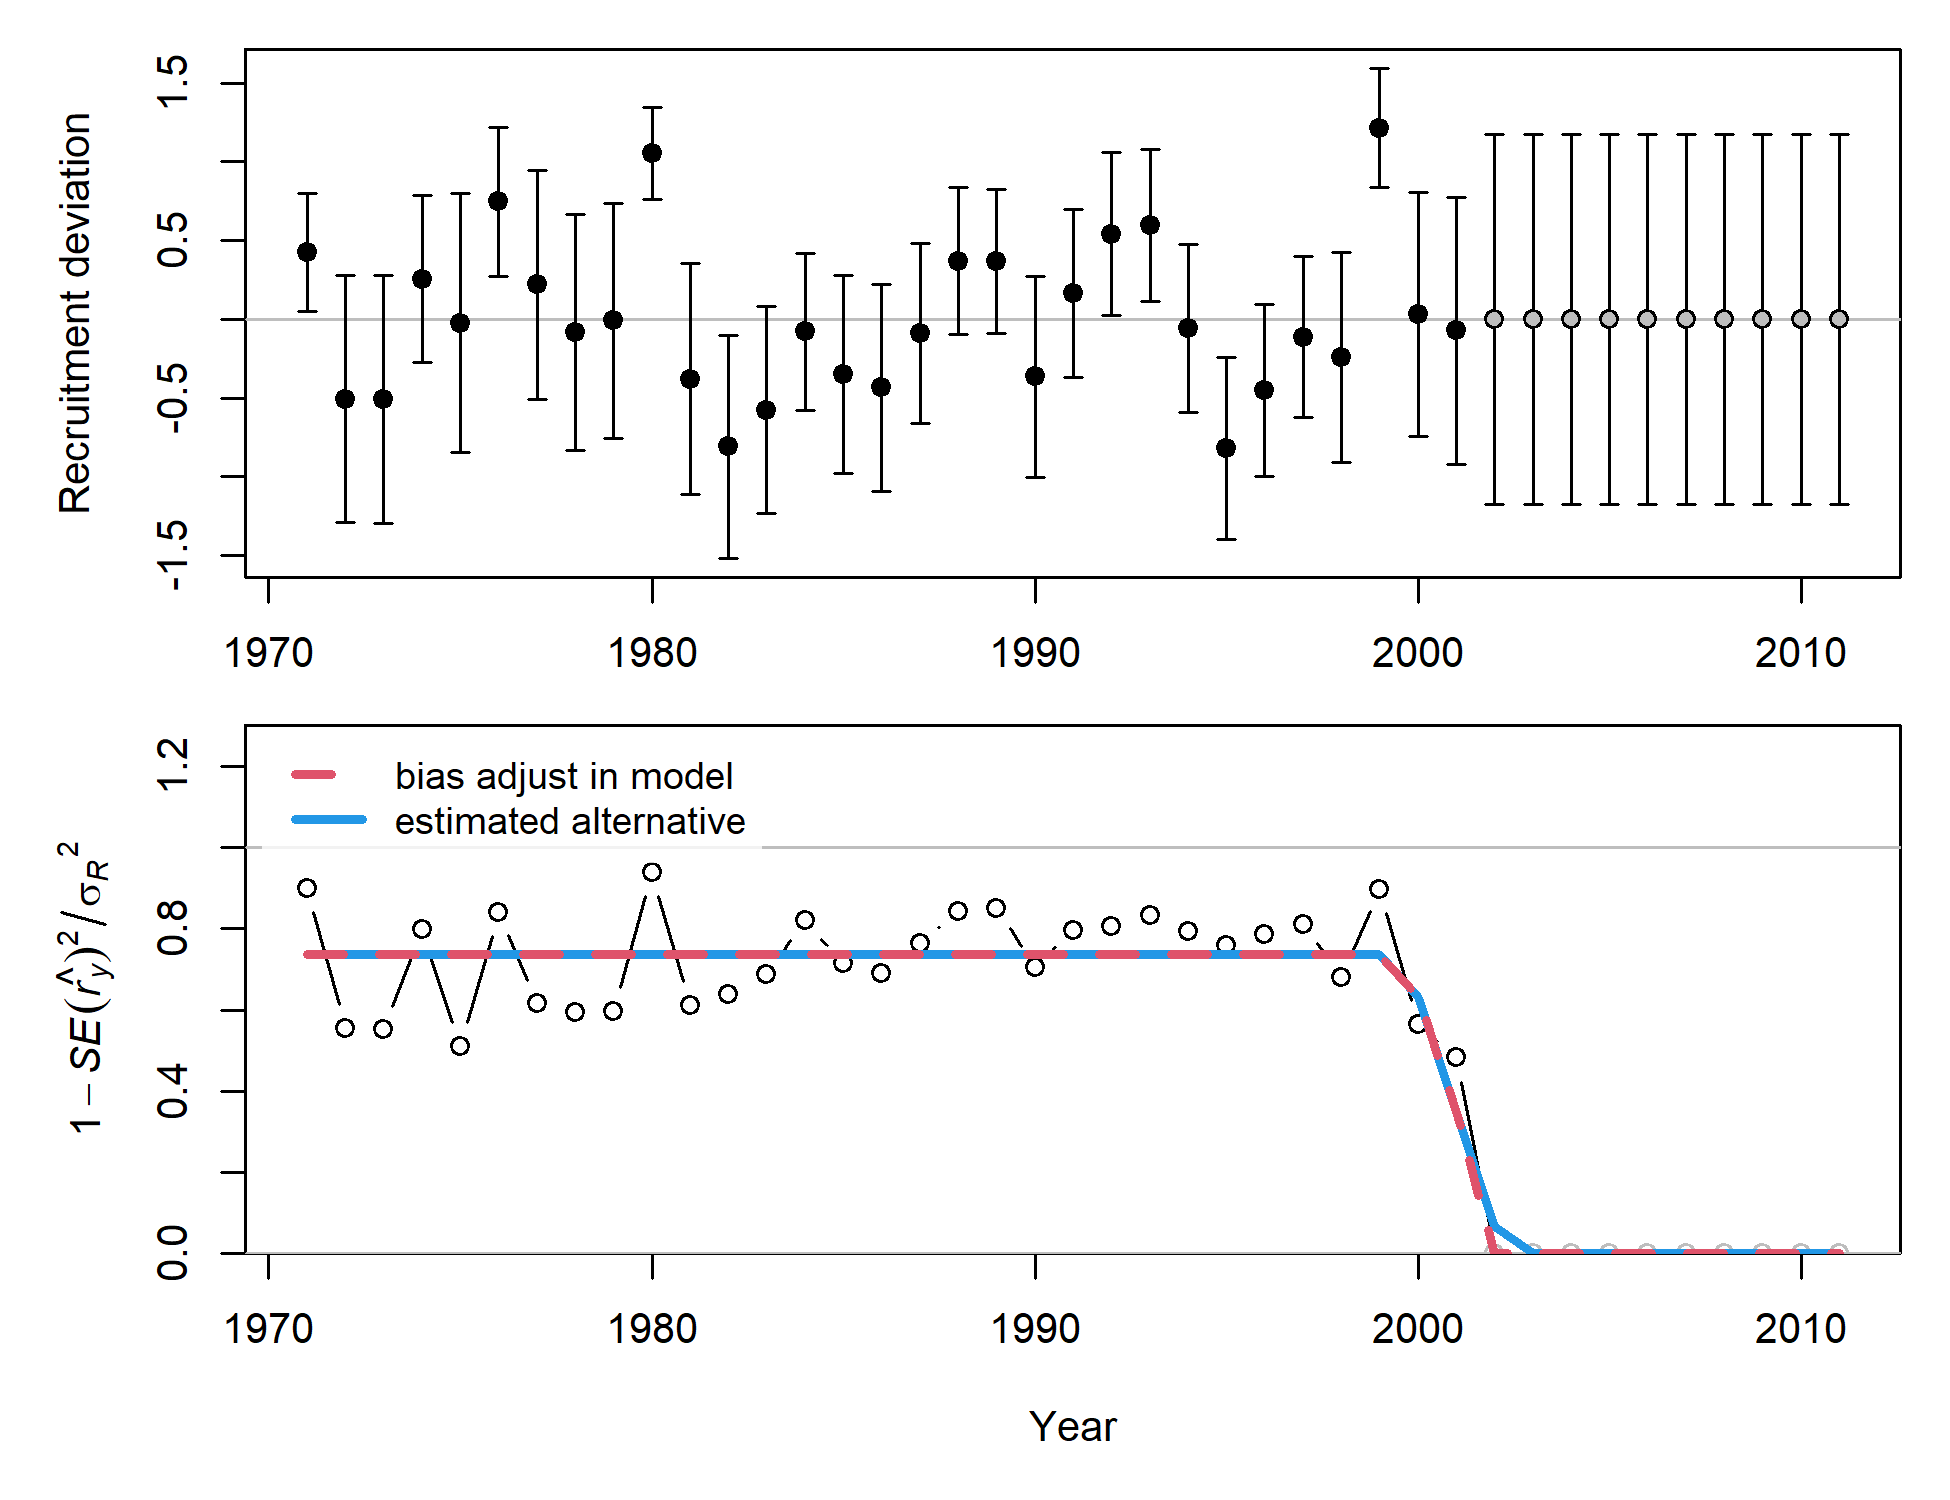 Recruitment deviation
1.5
0.5
-0.5
-1.5
1970 1980 1990 2000 2010
bias adjust in model
estimated alternative
1 − SE(r̂y)² / σR²
1.2
0.8
0.4
0.0
1970 1980 1990 2000 2010
Year